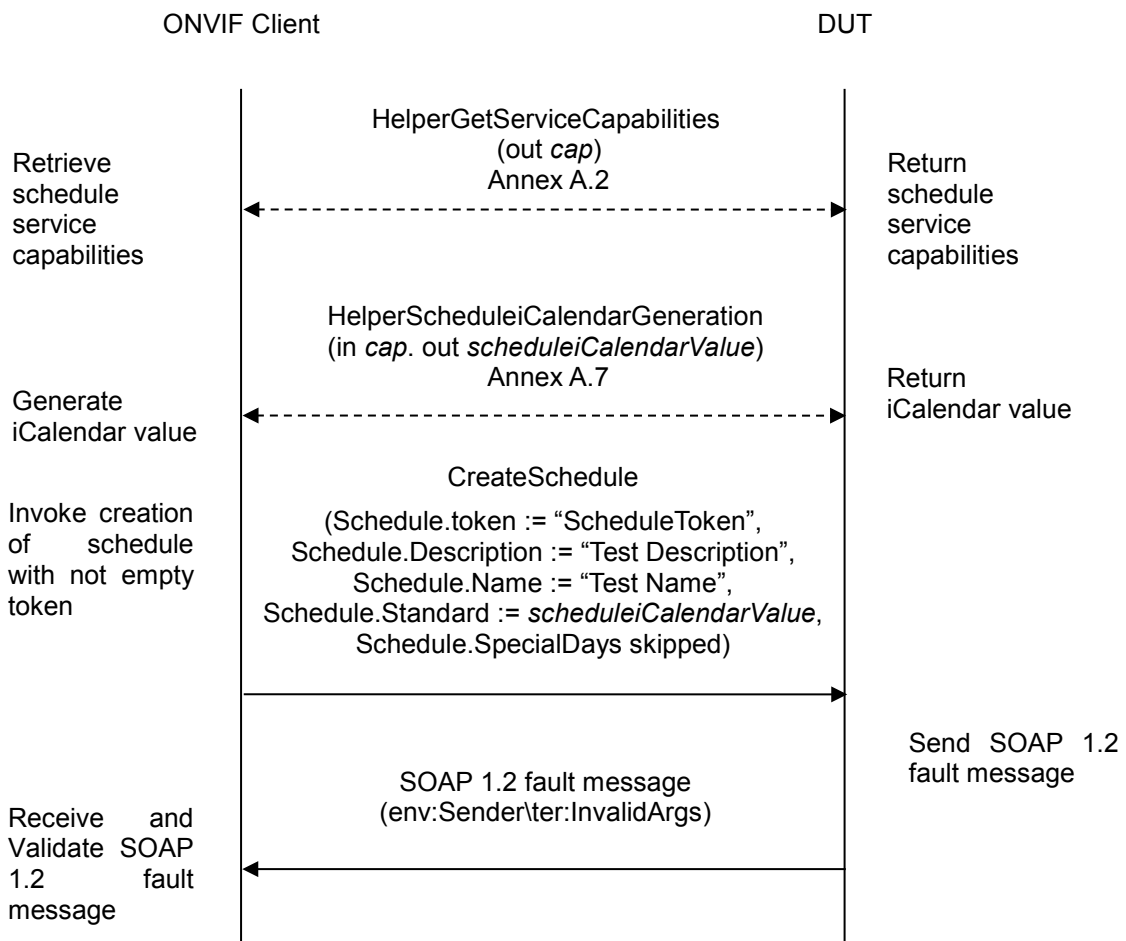 ONVIF Client
DUT
HelperGetServiceCapabilities
(out cap)
Annex A.2
Retrieve
schedule
service
capabilities
Return
schedule
service
capabilities
HelperScheduleiCalendarGeneration
(in cap. out scheduleiCalendarValue)
Annex A.7
Generate
iCalendar value
Return
iCalendar value
CreateSchedule
(Schedule.token := “ScheduleToken”,
Schedule.Description := “Test Description”,
Schedule.Name := “Test Name”,
Schedule.Standard := scheduleiCalendarValue,
Schedule.SpecialDays skipped)
Invoke creation
of schedule
with not empty
token
Send SOAP 1.2
fault message
SOAP 1.2 fault message
(env:Sender\ter:InvalidArgs)
Receive and
Validate SOAP
1.2 fault
message